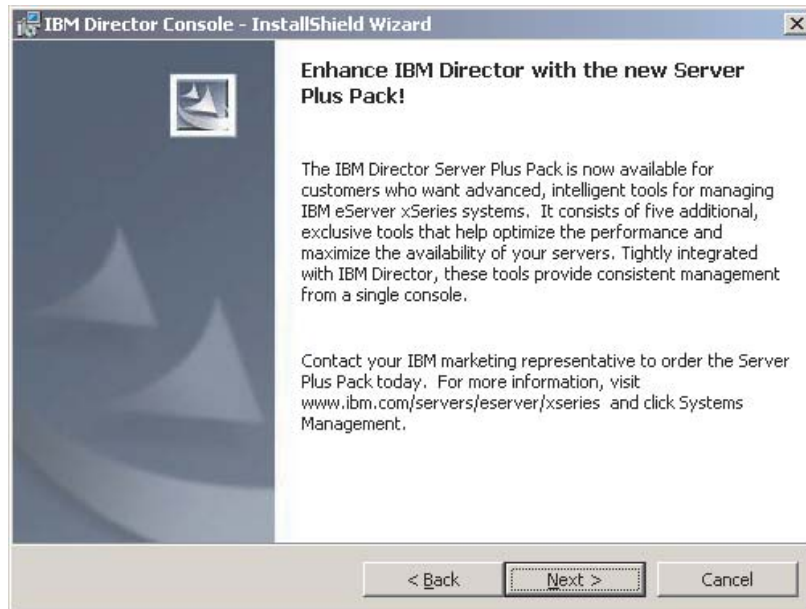 IBM Director Console - InstallShield Wizard
Enhance IBM Director with the new Server
Plus Pack!
The IBM Director Server Plus Pack is now available for
customers who want advanced, intelligent tools for managing
IBM eServer xSeries systems.  It consists of five additional,
exclusive tools that help optimize the performance and
maximize the availability of your servers. Tightly integrated
with IBM Director, these tools provide consistent management
from a single console.
Contact your IBM marketing representative to order the Server
Plus Pack today.  For more information, visit
www.ibm.com/servers/eserver/xseries  and click Systems
Management.
< Back
Next >
Cancel